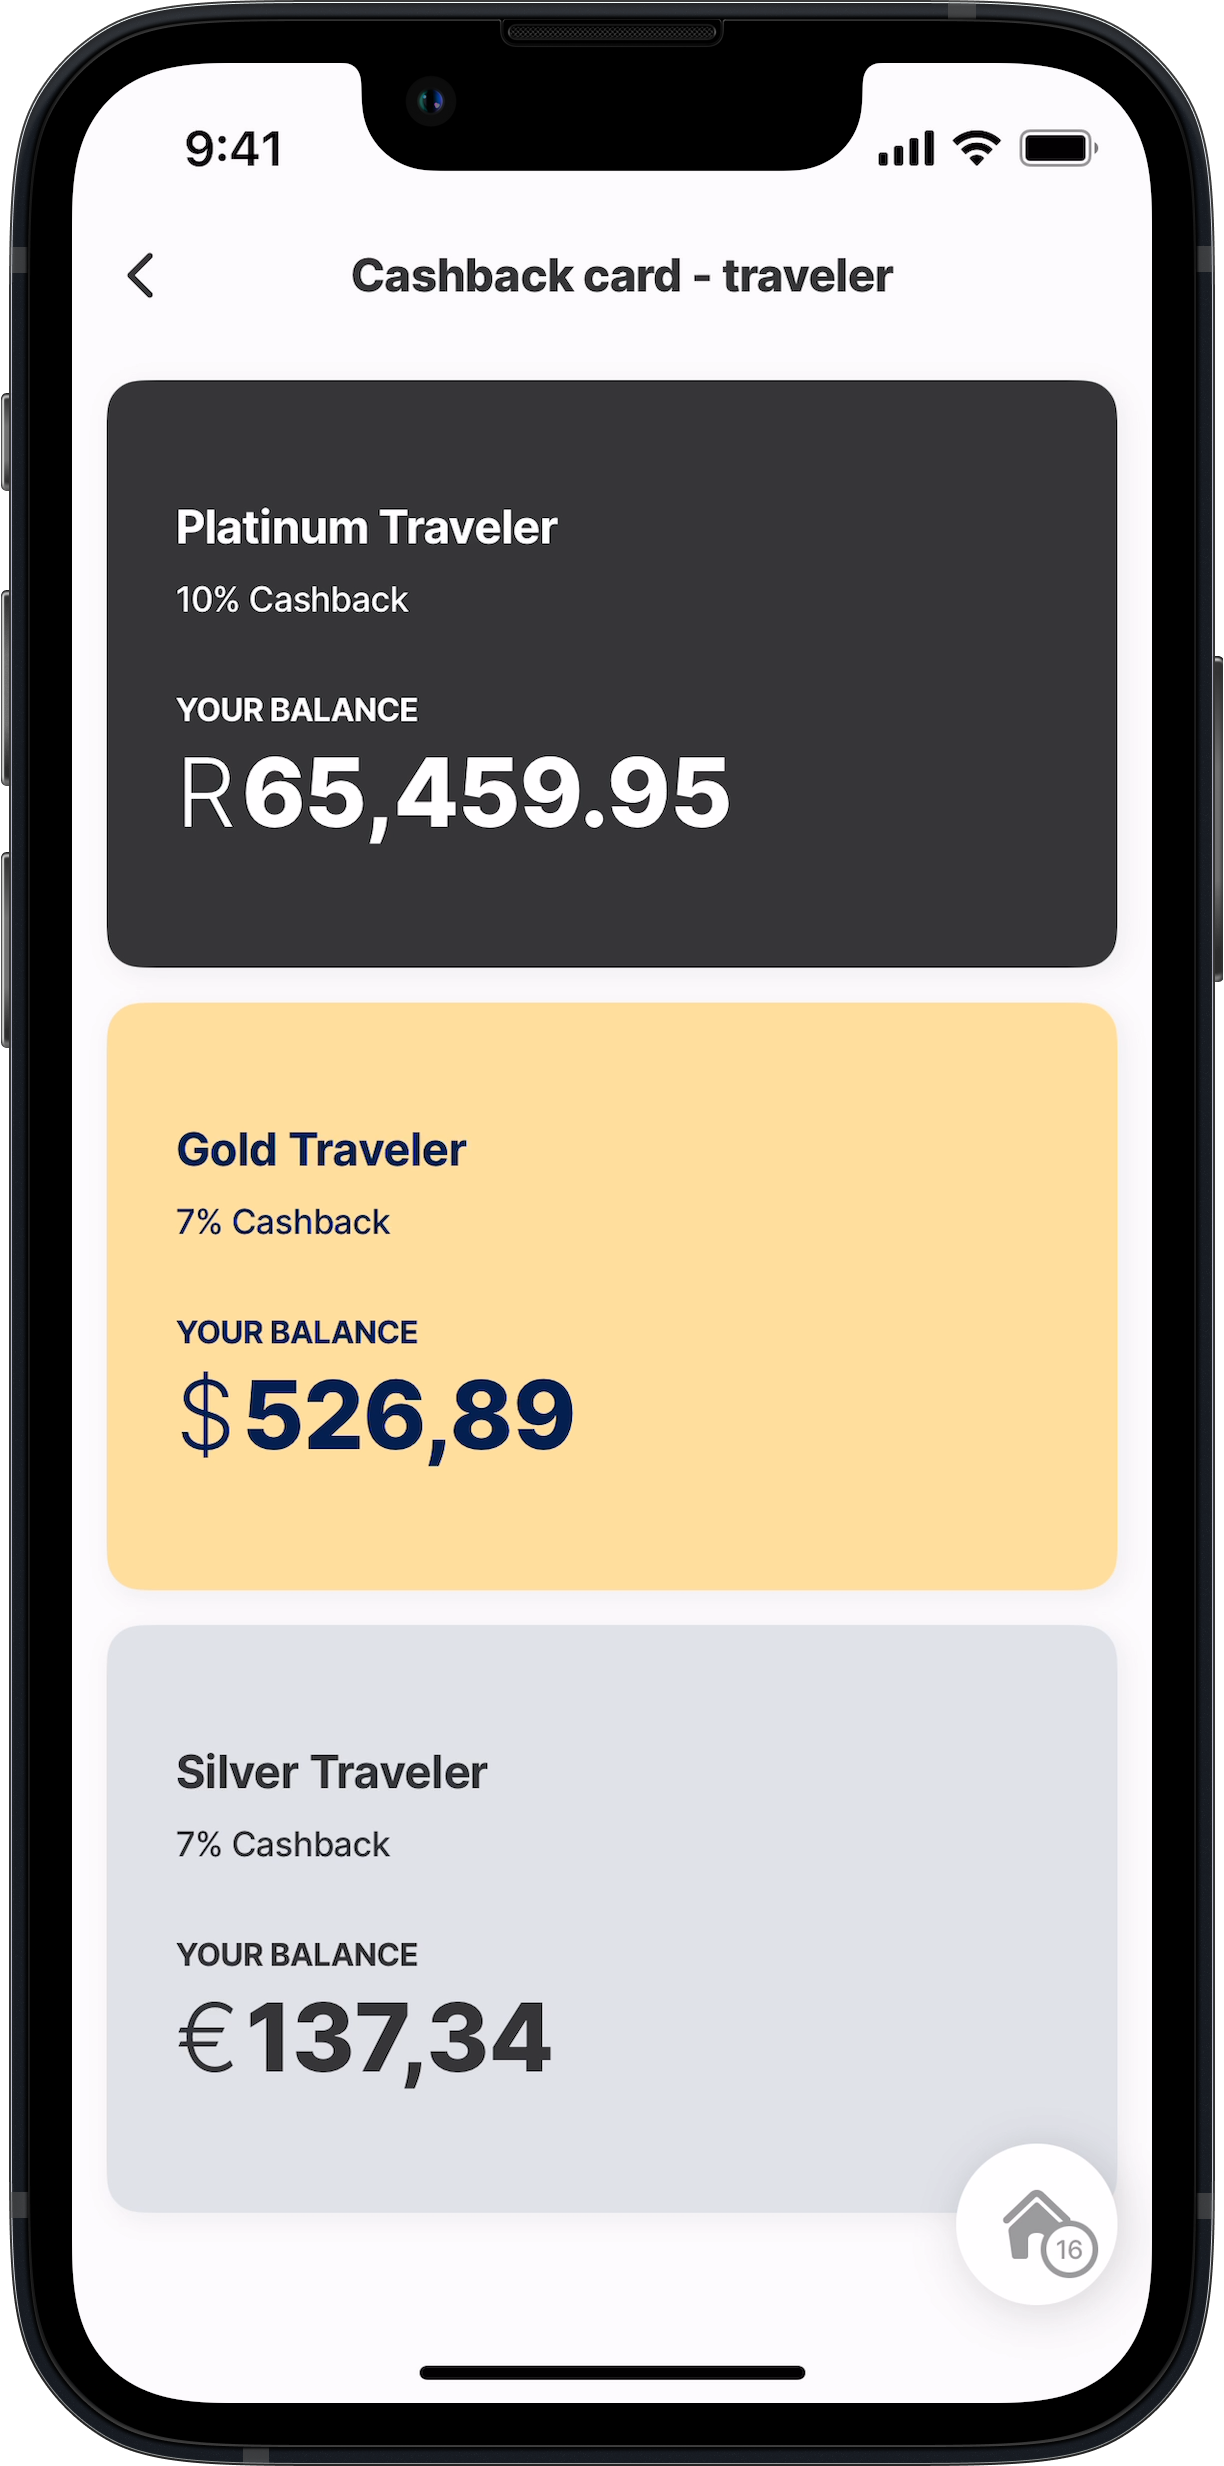 9:41
Cashback card - traveler
Platinum Traveler
10% Cashback
YOUR BALANCE
R65,459.95
Gold Traveler
7% Cashback
YOUR BALANCE
$526,89
Silver Traveler
7% Cashback
YOUR BALANCE
€137,34
16